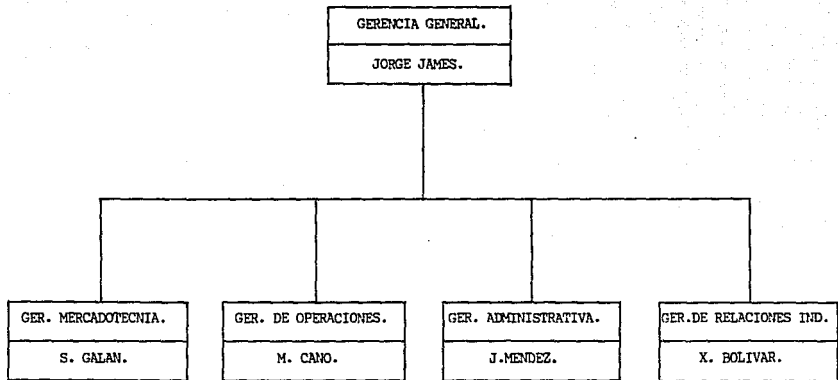 GERENCIA GENERAL.
JORGE JAMES.
GER. MERCADOTECNIA.
S. GALAN.
GER. DE OPERACIONES.
M. CANO.
GER. ADMINISTRATIVA.
J.MENDEZ.
GER.DE RELACIONES IND.
X. BOLIVAR.